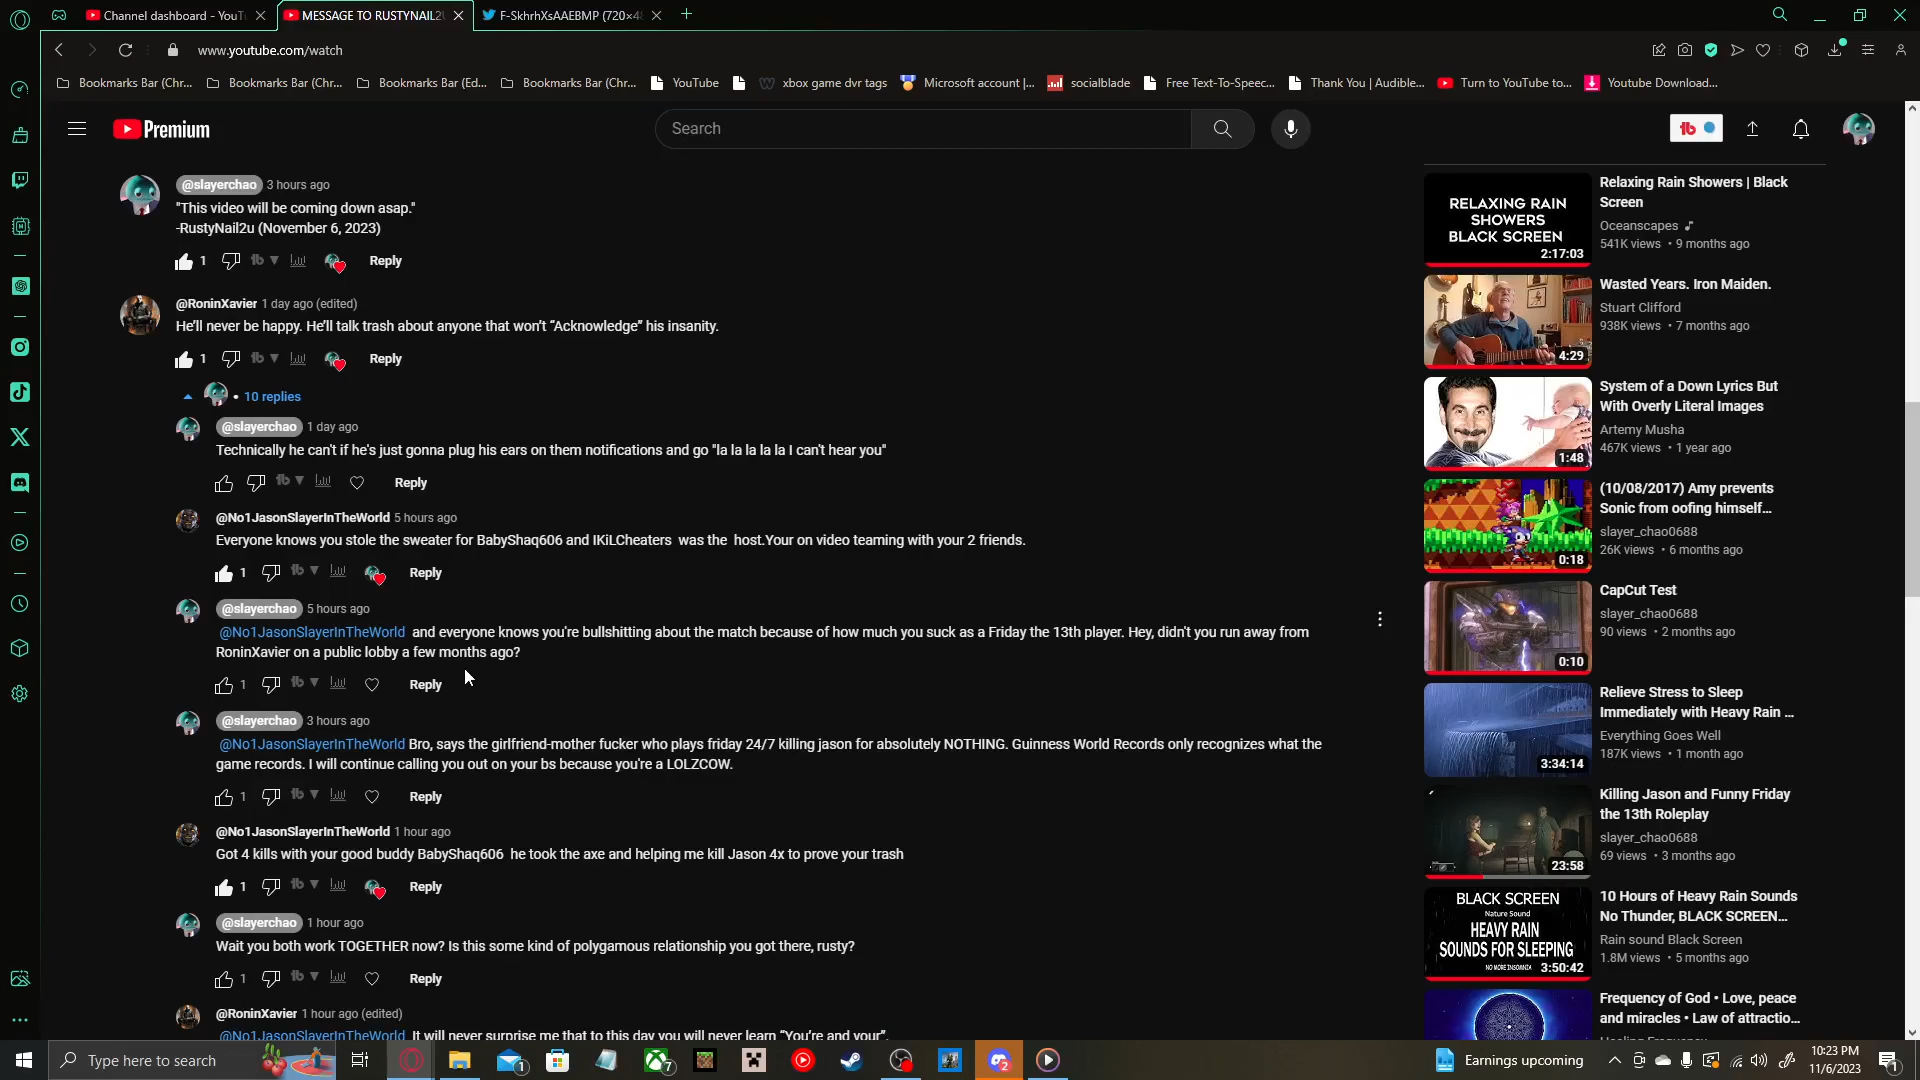 Channel dashboard - YouT
MESSAGE TO RUSTYNAIL2U
F-SkhrhXsAAEBMP (720×4
www.youtube.com/watch
Bookmarks Bar (Chr...
Bookmarks Bar (Chr...
Bookmarks Bar (Ed...
Bookmarks Bar (Chr...
YouTube
xbox game dvr tags
Microsoft account |...
socialblade
Free Text-To-Speec...
Thank You | Audible...
Turn to YouTube to...
Youtube Download...
Premium
Search
@slayerchao 3 hours ago
"This video will be coming down asap."
-RustyNail2u (November 6, 2023)
1
Reply
@RoninXavier 1 day ago (edited)
He'll never be happy. He'll talk trash about anyone that won't “Acknowledge” his insanity.
1
Reply
• 10 replies
@slayerchao 1 day ago
Technically he can't if he's just gonna plug his ears on them notifications and go "la la la la la I can't hear you"
Reply
@No1JasonSlayerInTheWorld 5 hours ago
Everyone knows you stole the sweater for BabyShaq606 and IKiLCheaters was the host.Your on video teaming with your 2 friends.
1
Reply
@slayerchao 5 hours ago
@No1JasonSlayerInTheWorld and everyone knows you're bullshitting about the match because of how much you suck as a Friday the 13th player. Hey, didn't you run away from
RoninXavier on a public lobby a few months ago?
1
Reply
@slayerchao 3 hours ago
@No1JasonSlayerInTheWorld Bro, says the girlfriend-mother fucker who plays friday 24/7 killing jason for absolutely NOTHING. Guinness World Records only recognizes what the
game records. I will continue calling you out on your bs because you're a LOLZCOW.
1
Reply
@No1JasonSlayerInTheWorld 1 hour ago
Got 4 kills with your good buddy BabyShaq606 he took the axe and helping me kill Jason 4x to prove your trash
1
Reply
@slayerchao 1 hour ago
Wait you both work TOGETHER now? Is this some kind of polygamous relationship you got there, rusty?
1
Reply
@RoninXavier 1 hour ago (edited)
@No1JasonSlayerInTheWorld It will never surprise me that to this day you will never learn “You're and your”.
RELAXING RAIN
SHOWERS
BLACK SCREEN
2:17:03
Relaxing Rain Showers | Black
Screen
Oceanscapes
541K views • 9 months ago
4:29
Wasted Years. Iron Maiden.
Stuart Clifford
938K views • 7 months ago
1:48
System of a Down Lyrics But
With Overly Literal Images
Artemy Musha
467K views • 1 year ago
0:18
(10/08/2017) Amy prevents
Sonic from oofing himself...
slayer_chao0688
26K views • 6 months ago
0:10
CapCut Test
slayer_chao0688
90 views • 2 months ago
3:34:14
Relieve Stress to Sleep
Immediately with Heavy Rain ...
Everything Goes Well
187K views • 1 month ago
23:58
Killing Jason and Funny Friday
the 13th Roleplay
slayer_chao0688
69 views • 3 months ago
BLACK SCREEN
Nature Sound
HEAVY RAIN
SOUNDS FOR SLEEPING
NO MORE INSOMNIA
3:50:42
10 Hours of Heavy Rain Sounds
No Thunder, BLACK SCREEN...
Rain sound Black Screen
1.8M views • 5 months ago
Frequency of God • Love, peace
and miracles • Law of attractio...
Type here to search
1
7
2
Earnings upcoming
10:23 PM
11/6/2023
1